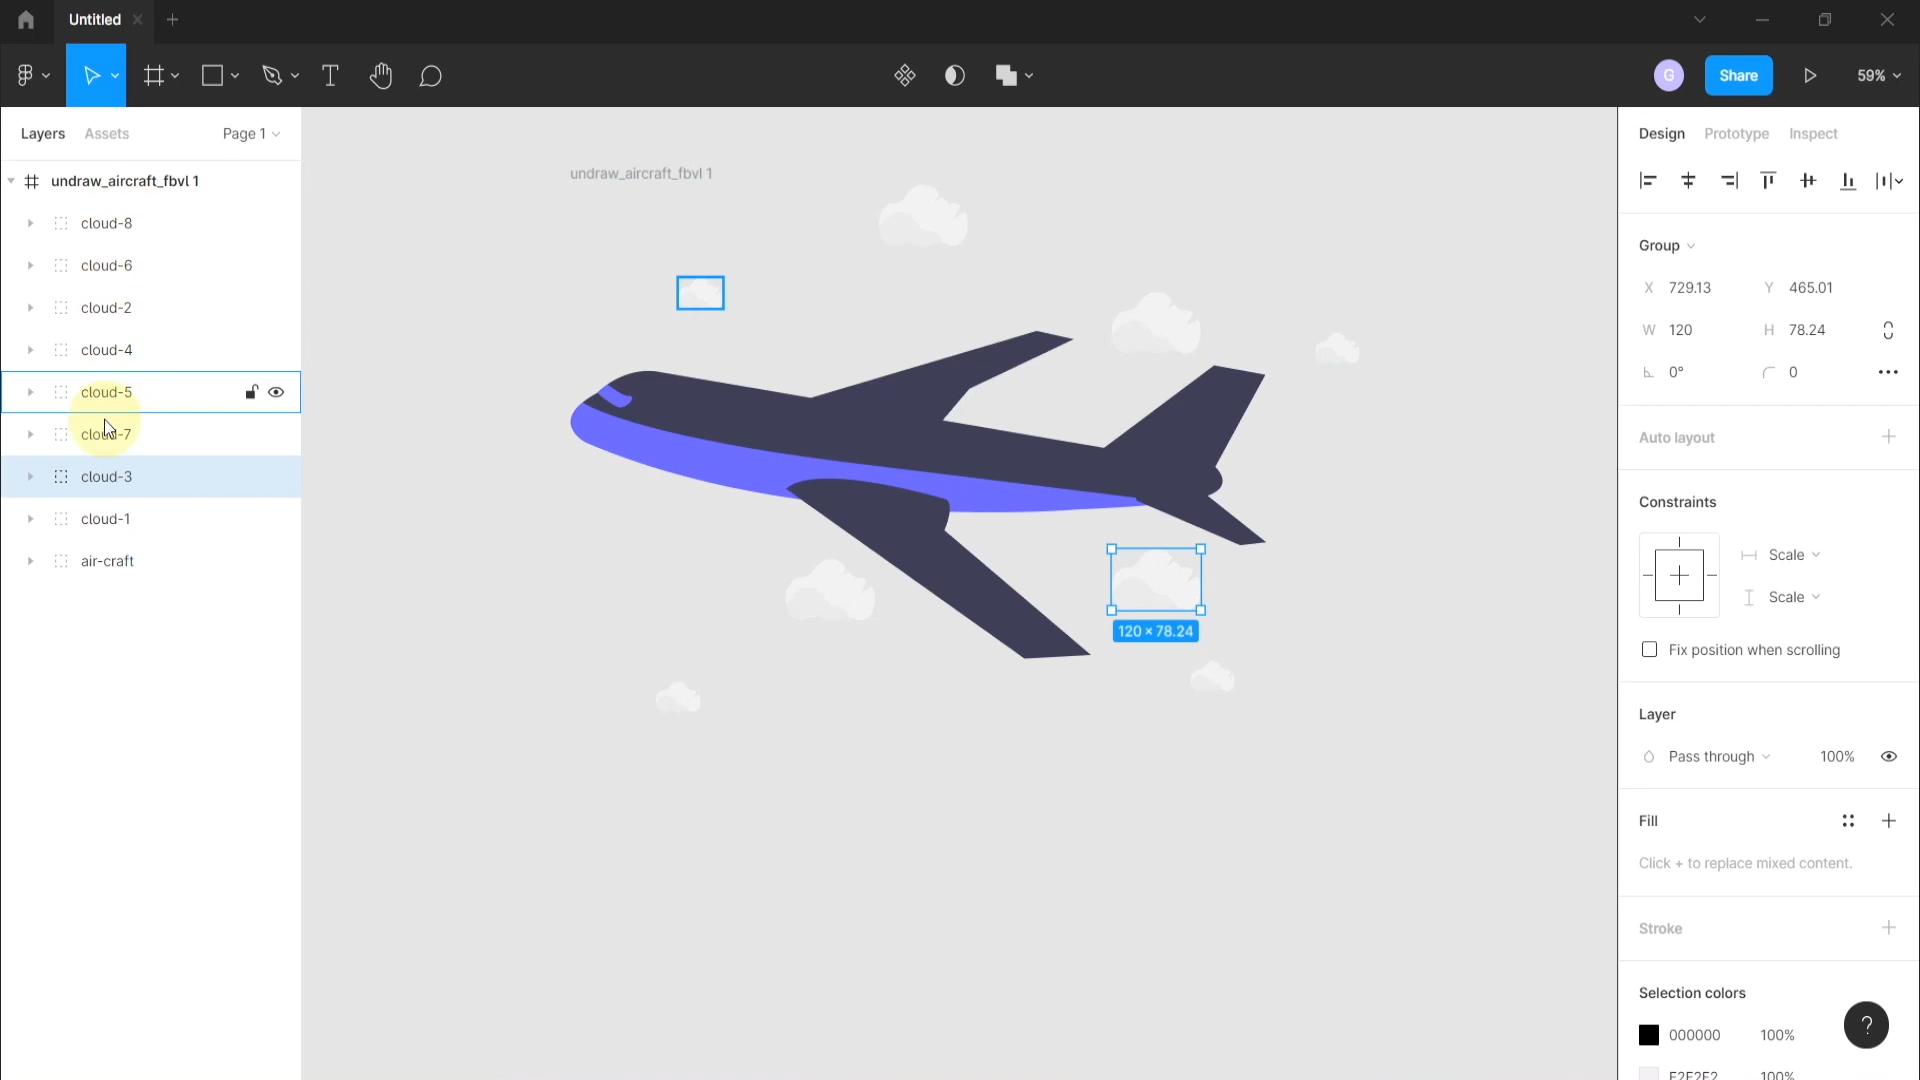 Untitled
G
Share
59%
Layers
Assets
Page 1
Design
Prototype
Inspect
undraw_aircraft_fbvl 1
undraw_aircraft_fbvl 1
cloud-8
cloud-6
cloud-2
cloud-4
cloud-5
cloud-7
cloud-3
cloud-1
air-craft
120 × 78.24
Group
X 729.13 Y 465.01
W 120 H 78.24
0° 0
Auto layout
Constraints
Scale
Scale
Fix position when scrolling
Layer
Pass through 100%
Fill
Click + to replace mixed content.
Stroke
Selection colors
000000 100%
F2F2F2 100%
?